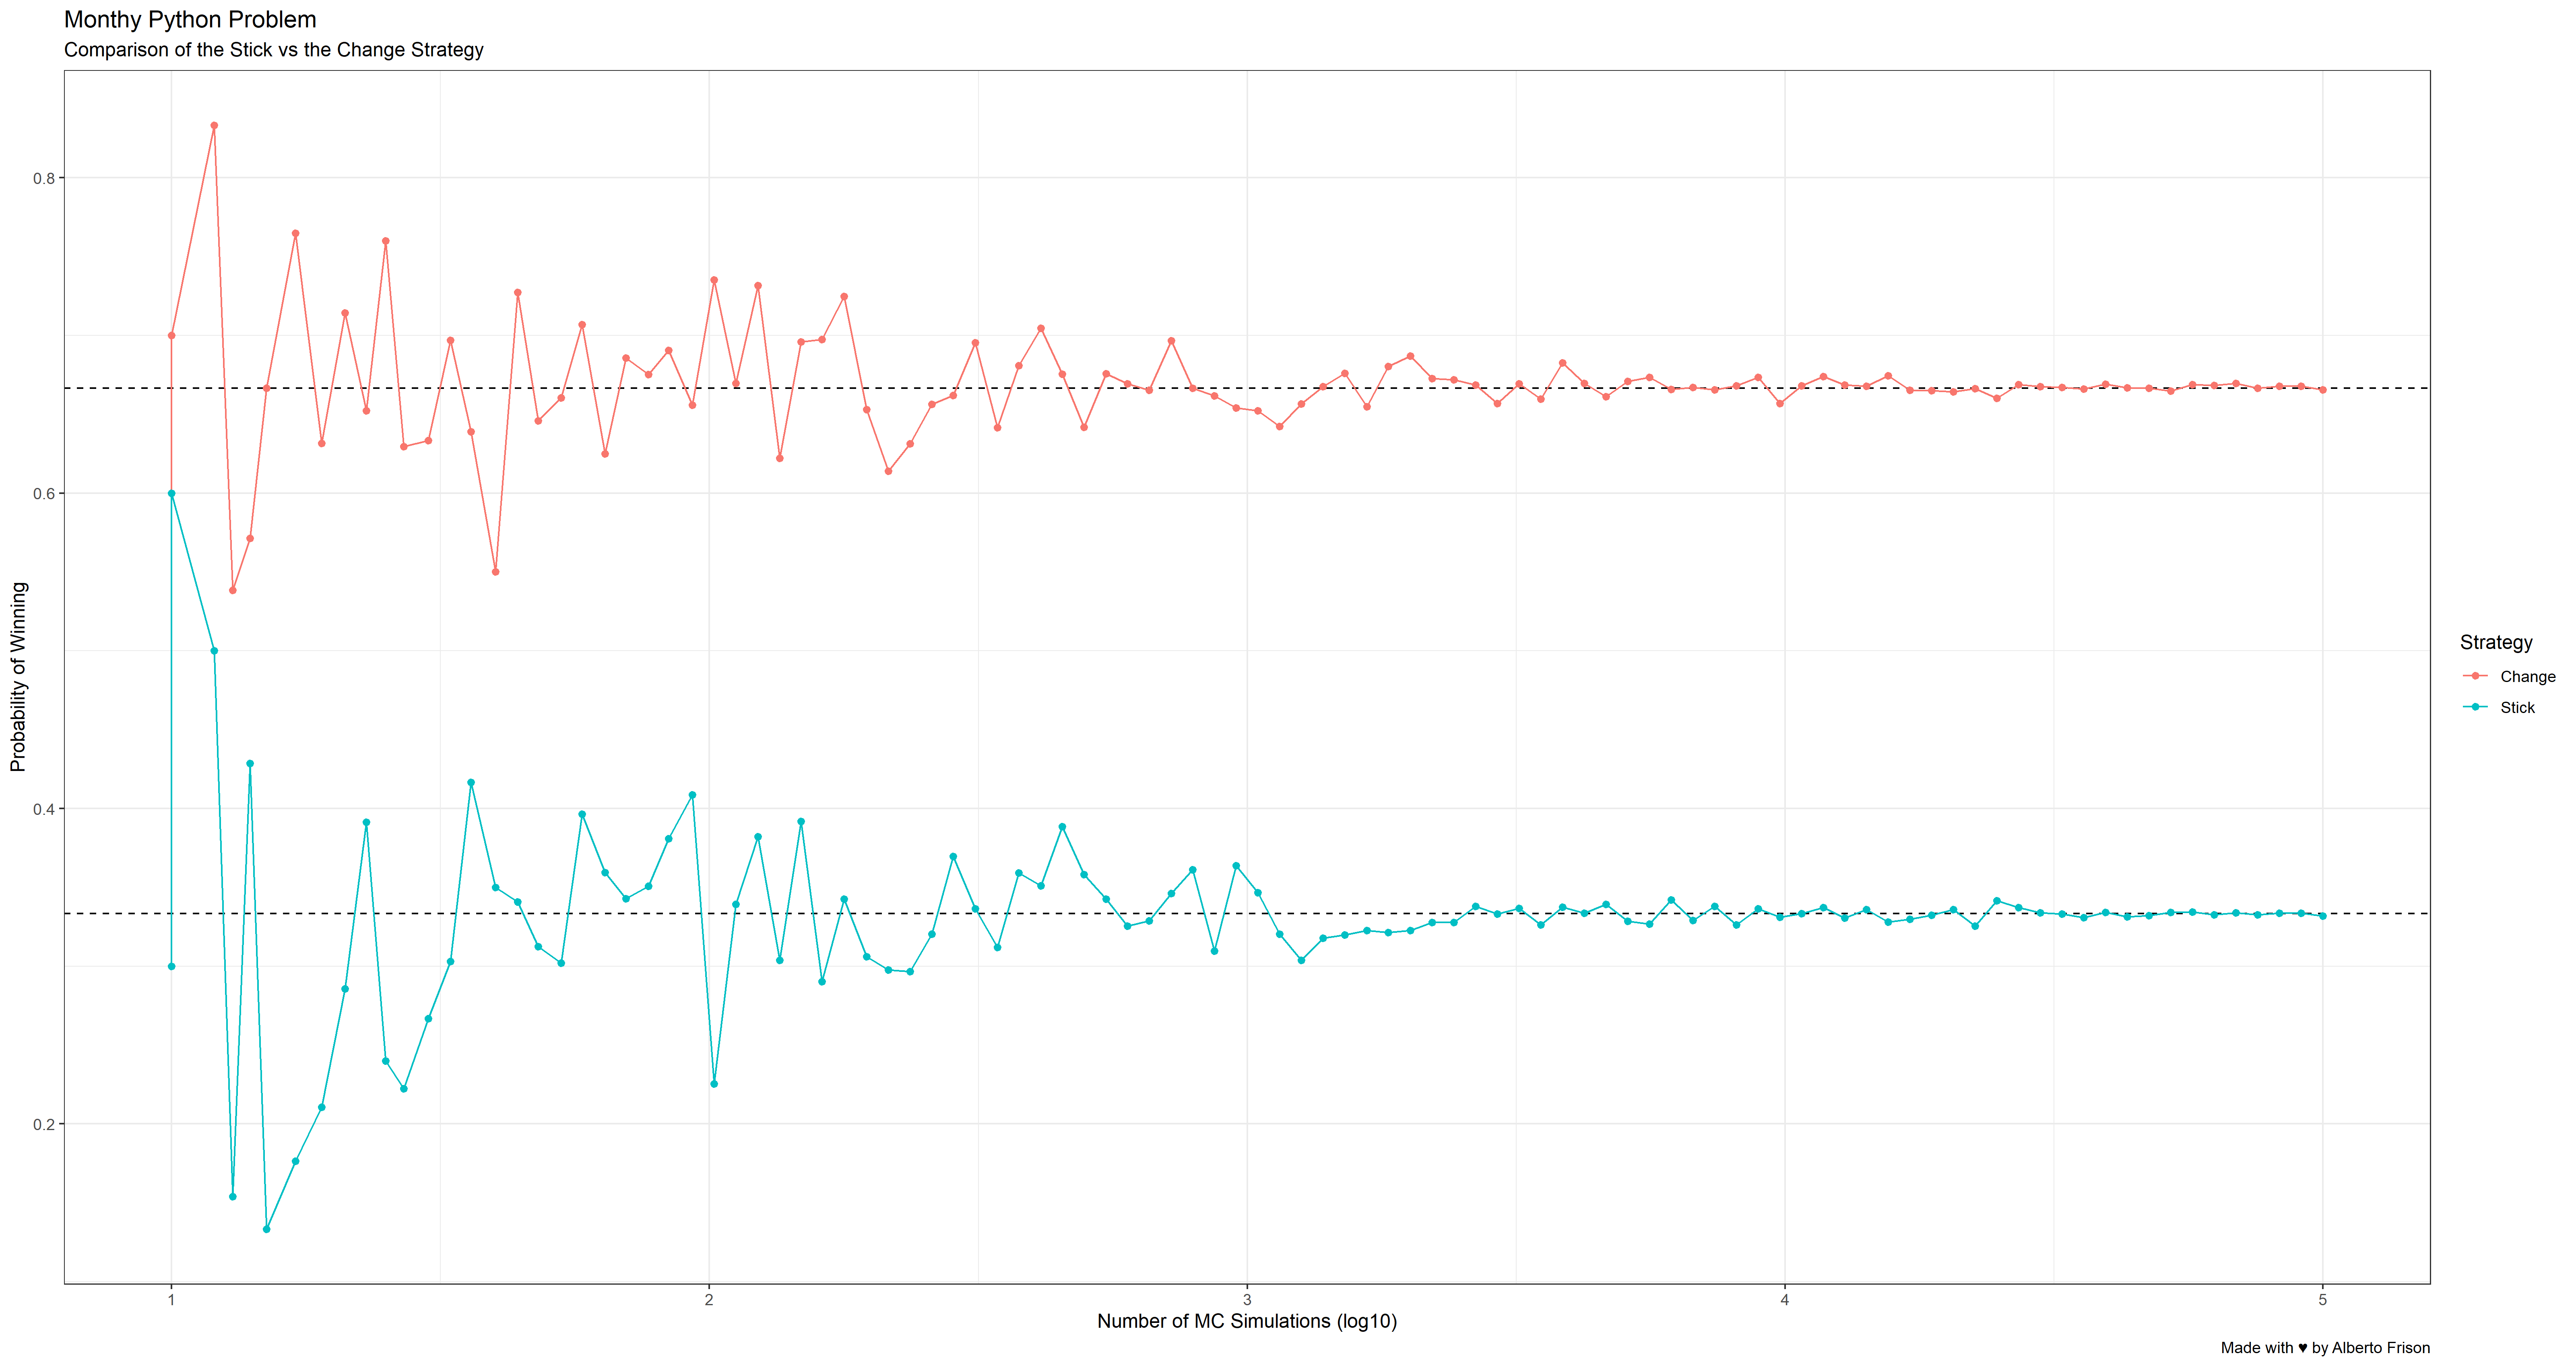 Monthy Python Problem
Comparison of the Stick vs the Change Strategy
Probability of Winning
0.8
0.6
0.4
0.2
1
2
3
4
5
Number of MC Simulations (log10)
Strategy
Change
Stick
Made with ♥ by Alberto Frison